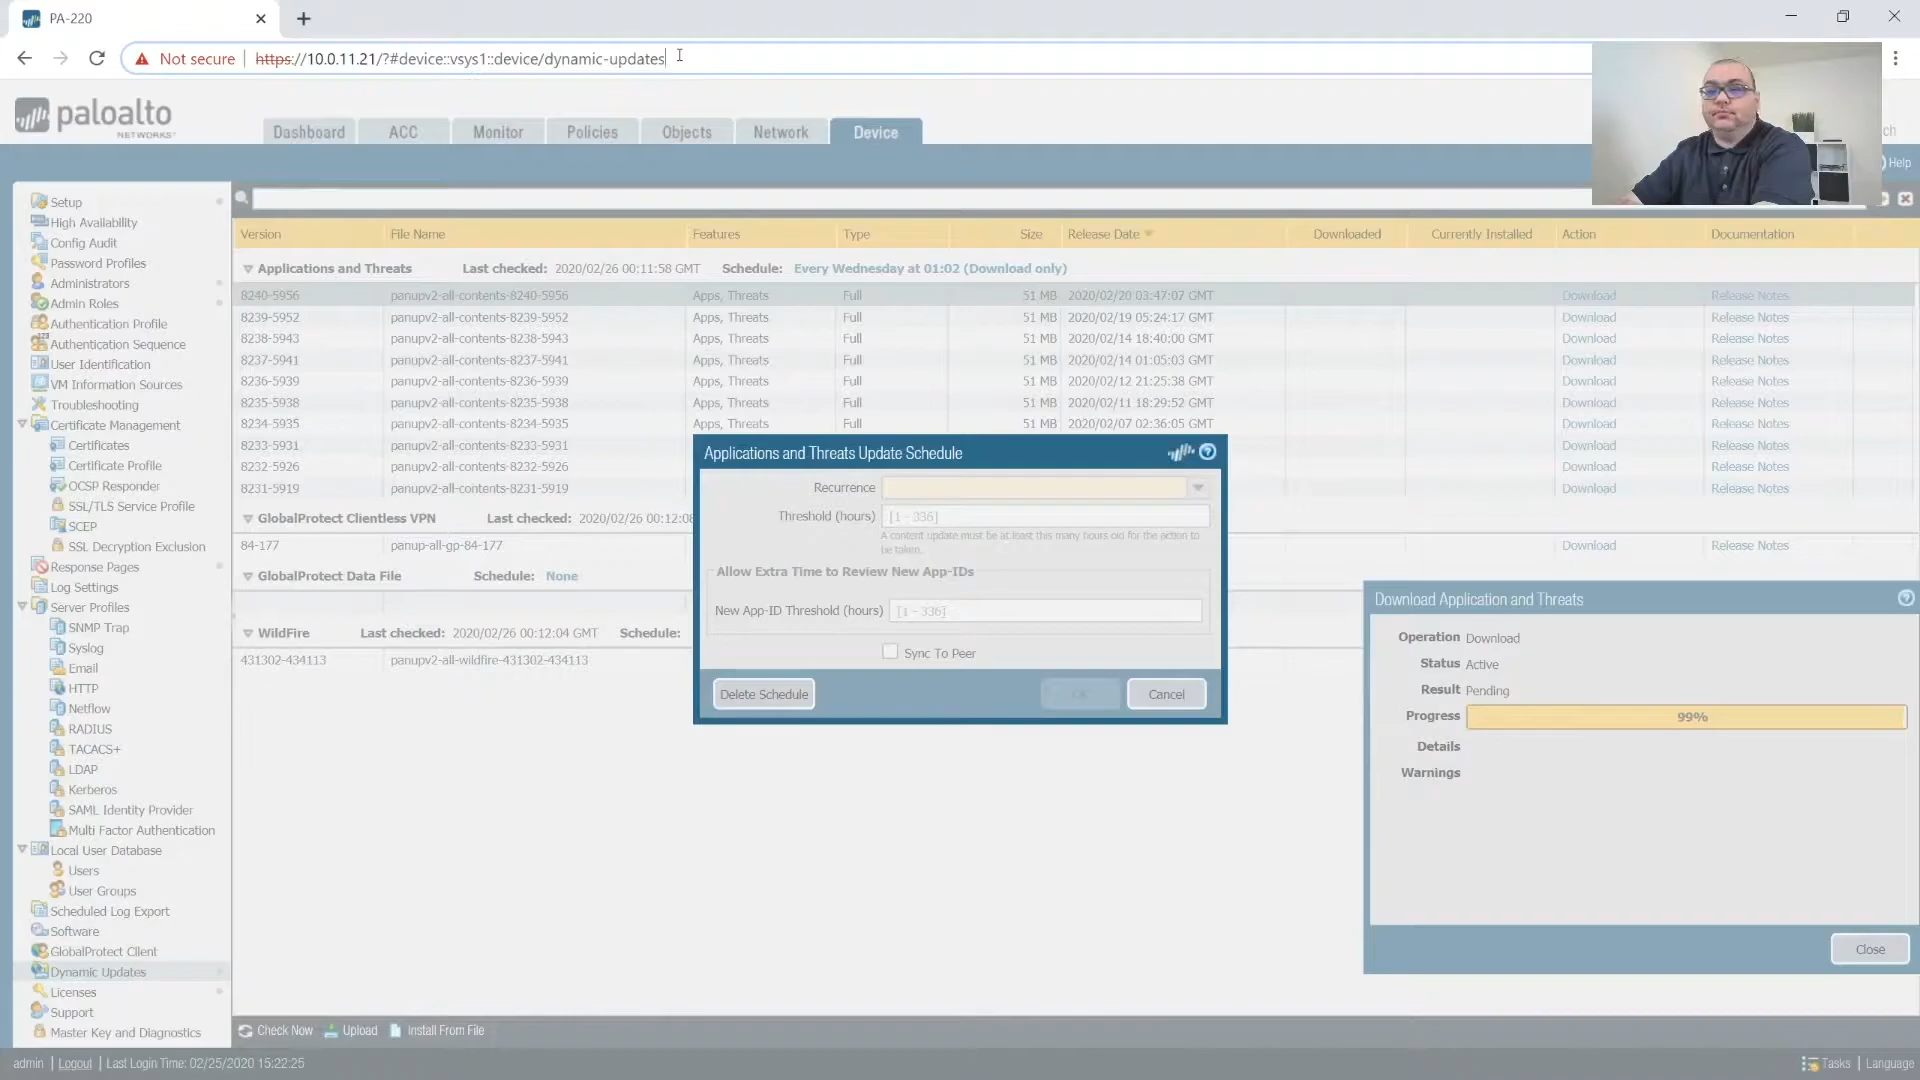 PA-220
Not secure https://10.0.11.21/?#device::vsys1::device/dynamic-updates
paloalto
NETWORKS
Dashboard ACC Monitor Policies Objects Network Device
Help
Setup
High Availability
Config Audit
Password Profiles
Administrators
Admin Roles
Authentication Profile
Authentication Sequence
User Identification
VM Information Sources
Troubleshooting
Certificate Management
Certificates
Certificate Profile
OCSP Responder
SSL/TLS Service Profile
SCEP
SSL Decryption Exclusion
Response Pages
Log Settings
Server Profiles
SNMP Trap
Syslog
Email
HTTP
Netflow
RADIUS
TACACS+
LDAP
Kerberos
SAML Identity Provider
Multi Factor Authentication
Local User Database
Users
User Groups
Scheduled Log Export
Software
GlobalProtect Client
Dynamic Updates
Licenses
Support
Master Key and Diagnostics
Version File Name Features Type Size Release Date Downloaded Currently Installed Action Documentation
Applications and Threats Last checked: 2020/02/26 00:11:58 GMT Schedule: Every Wednesday at 01:02 (Download only)
8240-5956 panupv2-all-contents-8240-5956 Apps, Threats Full 51 MB 2020/02/20 03:47:07 GMT Download Release Notes
8239-5952 panupv2-all-contents-8239-5952 Apps, Threats Full 51 MB 2020/02/19 05:24:17 GMT Download Release Notes
8238-5943 panupv2-all-contents-8238-5943 Apps, Threats Full 51 MB 2020/02/14 18:40:00 GMT Download Release Notes
8237-5941 panupv2-all-contents-8237-5941 Apps, Threats Full 51 MB 2020/02/14 01:05:03 GMT Download Release Notes
8236-5939 panupv2-all-contents-8236-5939 Apps, Threats Full 51 MB 2020/02/12 21:25:38 GMT Download Release Notes
8235-5938 panupv2-all-contents-8235-5938 Apps, Threats Full 51 MB 2020/02/11 18:29:52 GMT Download Release Notes
8234-5935 panupv2-all-contents-8234-5935 Apps, Threats Full 51 MB 2020/02/07 02:36:05 GMT Download Release Notes
8233-5931 panupv2-all-contents-8233-5931 Download Release Notes
8232-5926 panupv2-all-contents-8232-5926 Download Release Notes
8231-5919 panupv2-all-contents-8231-5919 Download Release Notes
GlobalProtect Clientless VPN Last checked: 2020/02/26 00:12:08
84-177 panup-all-gp-84-177 Download Release Notes
GlobalProtect Data File Schedule: None
WildFire Last checked: 2020/02/26 00:12:04 GMT Schedule:
431302-434113 panupv2-all-wildfire-431302-434113
Applications and Threats Update Schedule
Recurrence
Threshold (hours) [1 - 336]
A content update must be at least this many hours old for the action to
be taken.
Allow Extra Time to Review New App-IDs
New App-ID Threshold (hours) [1 - 336]
Sync To Peer
Delete Schedule Cancel
Download Application and Threats
Operation Download
Status Active
Result Pending
Progress 99%
Details
Warnings
Close
Check Now Upload Install From File
admin | Logout | Last Login Time: 02/25/2020 15:22:25
Tasks | Language